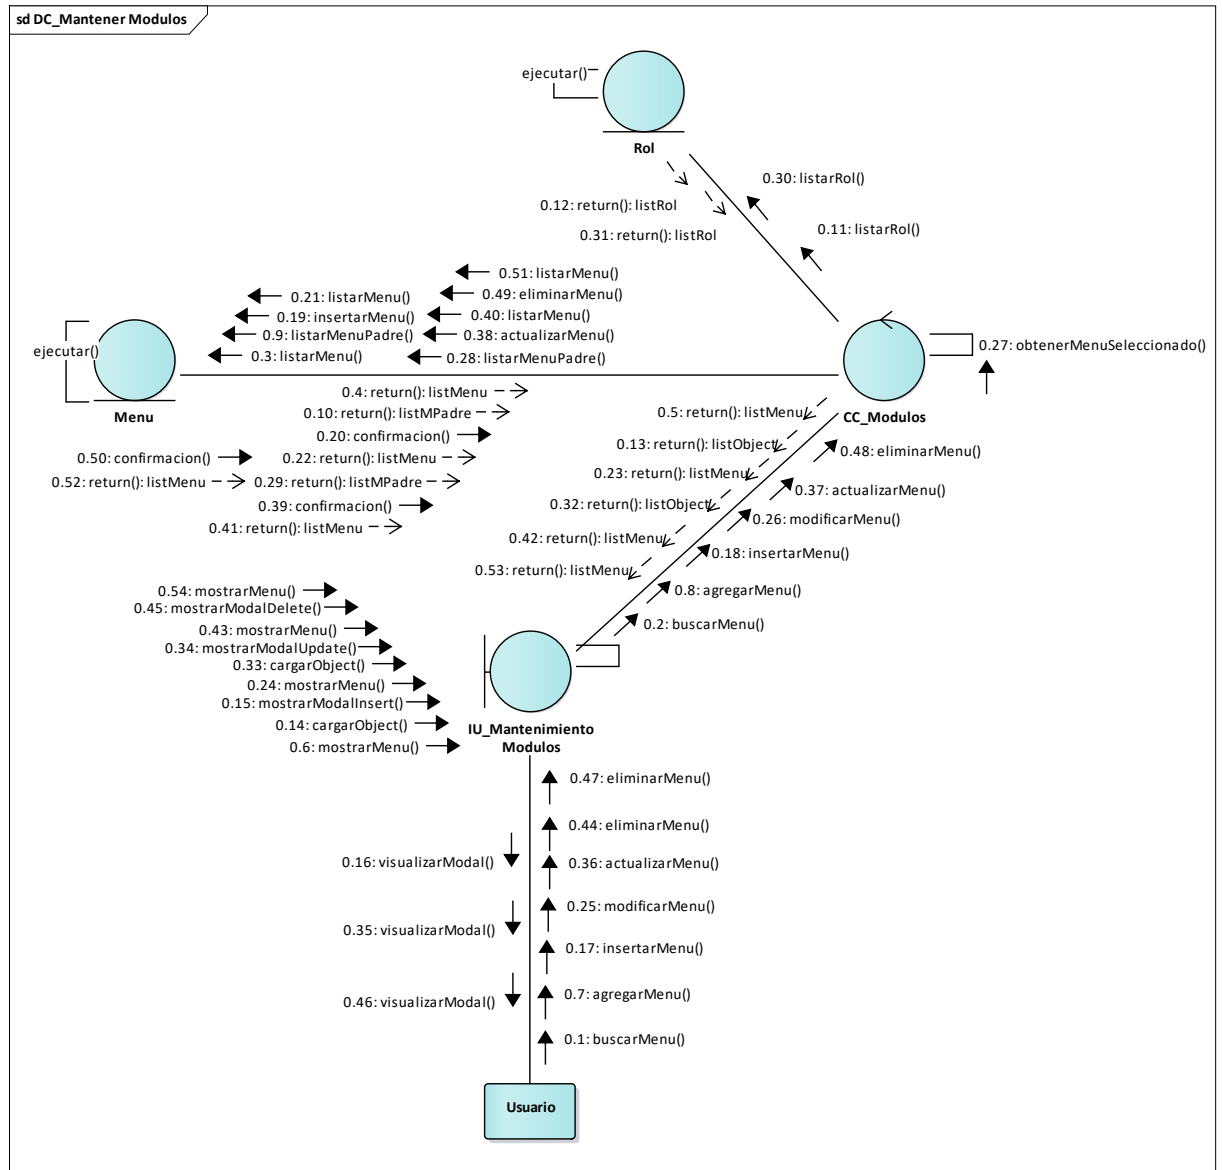 sd DC_Mantener Modulos
ejecutar()
Rol
0.30: listarRol()
0.12: return(): listRol
0.11: listarRol()
0.31: return(): listRol
0.51: listarMenu()
0.21: listarMenu()
0.49: eliminarMenu()
0.19: insertarMenu()
0.40: listarMenu()
0.9: listarMenuPadre()
0.38: actualizarMenu()
0.3: listarMenu()
0.28: listarMenuPadre()
ejecutar()
0.27: obtenerMenuSeleccionado()
Menu
CC_Modulos
0.4: return(): listMenu
0.10: return(): listMPadre
0.20: confirmacion()
0.50: confirmacion()
0.22: return(): listMenu
0.52: return(): listMenu
0.29: return(): listMPadre
0.39: confirmacion()
0.41: return(): listMenu
0.5: return(): listMenu
0.13: return(): listObject
0.48: eliminarMenu()
0.23: return(): listMenu
0.37: actualizarMenu()
0.32: return(): listObject
0.26: modificarMenu()
0.42: return(): listMenu
0.18: insertarMenu()
0.53: return(): listMenu
0.8: agregarMenu()
0.2: buscarMenu()
0.54: mostrarMenu()
0.45: mostrarModalDelete()
0.43: mostrarMenu()
0.34: mostrarModalUpdate()
0.33: cargarObject()
0.24: mostrarMenu()
0.15: mostrarModalInsert()
0.14: cargarObject()
0.6: mostrarMenu()
IU_Mantenimiento
Modulos
0.47: eliminarMenu()
0.44: eliminarMenu()
0.16: visualizarModal()
0.36: actualizarMenu()
0.25: modificarMenu()
0.35: visualizarModal()
0.17: insertarMenu()
0.46: visualizarModal()
0.7: agregarMenu()
0.1: buscarMenu()
Usuario